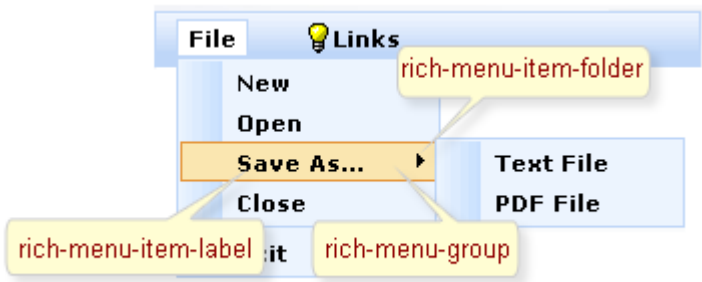 File Links
rich-menu-item-folder
New
Open
Save As...
Text File
Close
PDF File
rich-menu-item-label
it
rich-menu-group